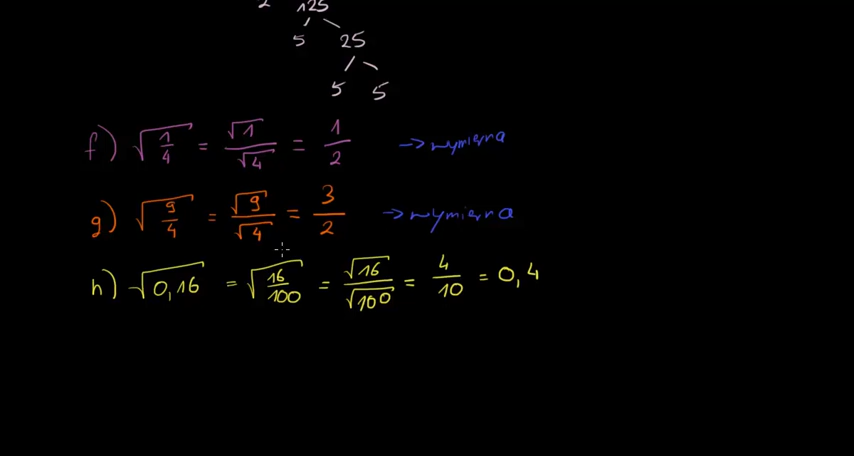 2 125
5 25
5 5
f) √1/4 = √1/√4 = 1/2 → wymierna
g) √9/4 = √9/√4 = 3/2 → wymierna
h) √0,16 = √16/100 = √16/√100 = 4/10 = 0,4